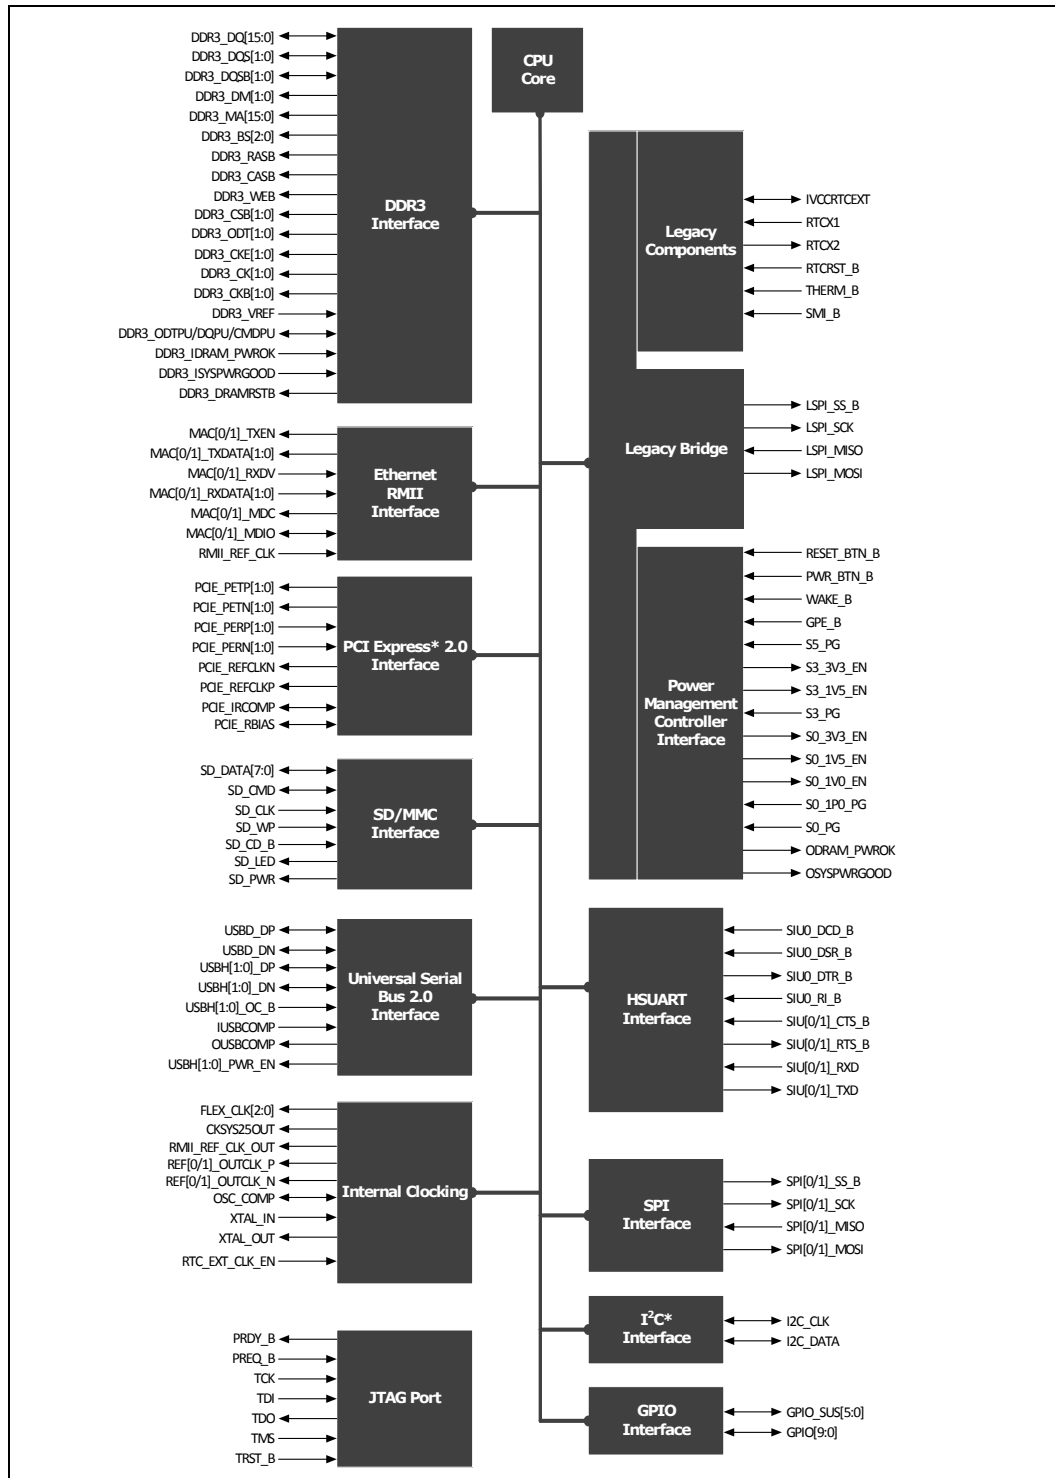 DDR3_DQ[15:0]
DDR3_DQS[1:0]
DDR3_DQSB[1:0]
DDR3_DM[1:0]
DDR3_MA[15:0]
DDR3_BS[2:0]
DDR3_RASB
DDR3_CASB
DDR3_WEB
DDR3_CSB[1:0]
DDR3_ODT[1:0]
DDR3_CKE[1:0]
DDR3_CK[1:0]
DDR3_CKB[1:0]
DDR3_VREF
DDR3_ODTPU/DQPU/CMDPU
DDR3_IDRAM_PWROK
DDR3_ISYSPWRGOOD
DDR3_DRAMRSTB
DDR3
Interface
MAC[0/1]_TXEN
MAC[0/1]_TXDATA[1:0]
MAC[0/1]_RXDV
MAC[0/1]_RXDATA[1:0]
MAC[0/1]_MDC
MAC[0/1]_MDIO
RMII_REF_CLK
Ethernet
RMII
Interface
PCIE_PETP[1:0]
PCIE_PETN[1:0]
PCIE_PERP[1:0]
PCIE_PERN[1:0]
PCIE_REFCLKN
PCIE_REFCLKP
PCIE_IRCOMP
PCIE_RBIAS
PCI Express* 2.0
Interface
SD_DATA[7:0]
SD_CMD
SD_CLK
SD_WP
SD_CD_B
SD_LED
SD_PWR
SD/MMC
Interface
USBD_DP
USBD_DN
USBH[1:0]_DP
USBH[1:0]_DN
USBH[1:0]_OC_B
IUSBCOMP
OUSBCOMP
USBH[1:0]_PWR_EN
Universal Serial
Bus 2.0
Interface
FLEX_CLK[2:0]
CKSYS25OUT
RMII_REF_CLK_OUT
REF[0/1]_OUTCLK_P
REF[0/1]_OUTCLK_N
OSC_COMP
XTAL_IN
XTAL_OUT
RTC_EXT_CLK_EN
Internal Clocking
PRDY_B
PREQ_B
TCK
TDI
TDO
TMS
TRST_B
JTAG Port
CPU
Core
Legacy
Components
IVCCRTCEXT
RTCX1
RTCX2
RTCRST_B
THERM_B
SMI_B
Legacy Bridge
LSPI_SS_B
LSPI_SCK
LSPI_MISO
LSPI_MOSI
Power
Management
Controller
Interface
RESET_BTN_B
PWR_BTN_B
WAKE_B
GPE_B
S5_PG
S3_3V3_EN
S3_1V5_EN
S3_PG
S0_3V3_EN
S0_1V5_EN
S0_1V0_EN
S0_1P0_PG
S0_PG
ODRAM_PWROK
OSYSPWRGOOD
HSUART
Interface
SIU0_DCD_B
SIU0_DSR_B
SIU0_DTR_B
SIU0_RI_B
SIU[0/1]_CTS_B
SIU[0/1]_RTS_B
SIU[0/1]_RXD
SIU[0/1]_TXD
SPI
Interface
SPI[0/1]_SS_B
SPI[0/1]_SCK
SPI[0/1]_MISO
SPI[0/1]_MOSI
I²C*
Interface
I2C_CLK
I2C_DATA
GPIO
Interface
GPIO_SUS[5:0]
GPIO[9:0]